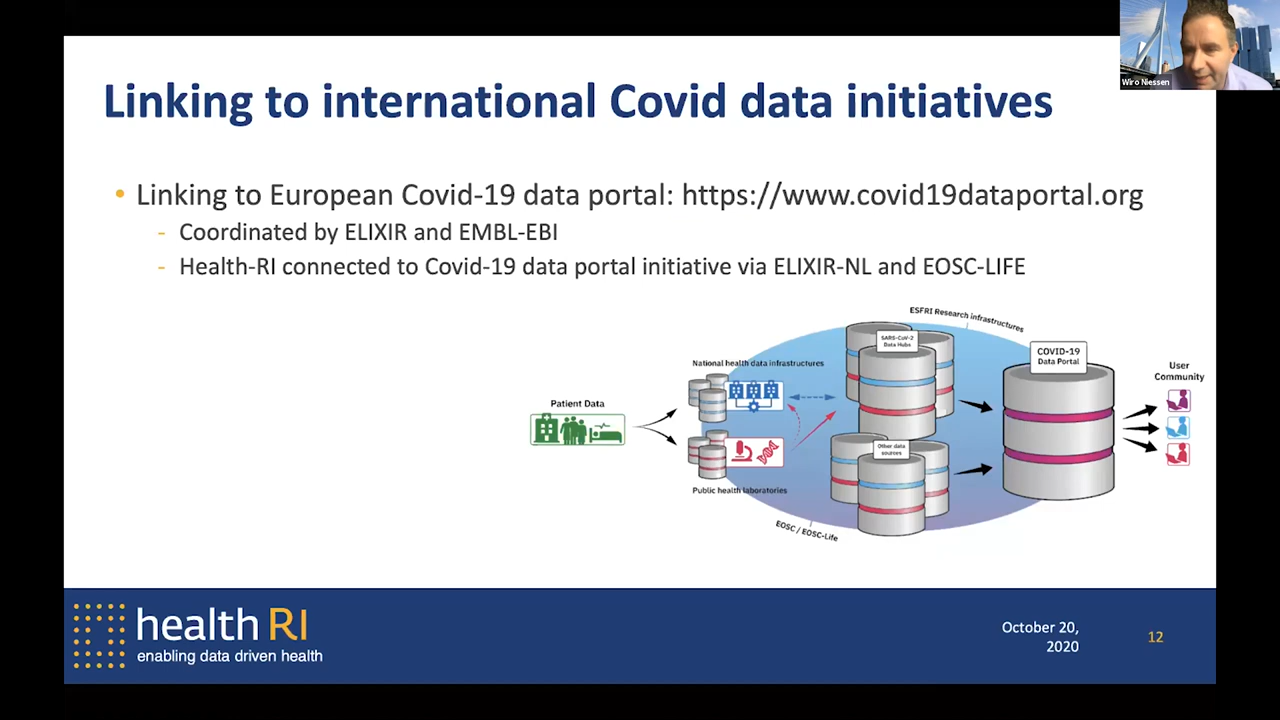 Wiro Niessen
Linking to international Covid data initiatives
• Linking to European Covid-19 data portal: https://www.covid19dataportal.org
- Coordinated by ELIXIR and EMBL-EBI
- Health-RI connected to Covid-19 data portal initiative via ELIXIR-NL and EOSC-LIFE
ESFRI Research infrastructures
SARS-CoV-2
Data Hubs
COVID-19
Data Portal
National health data infrastructures
User
Community
Patient Data
Other data
sources
Public health laboratories
EOSC / EOSC-Life
health RI
enabling data driven health
October 20,
2020
12